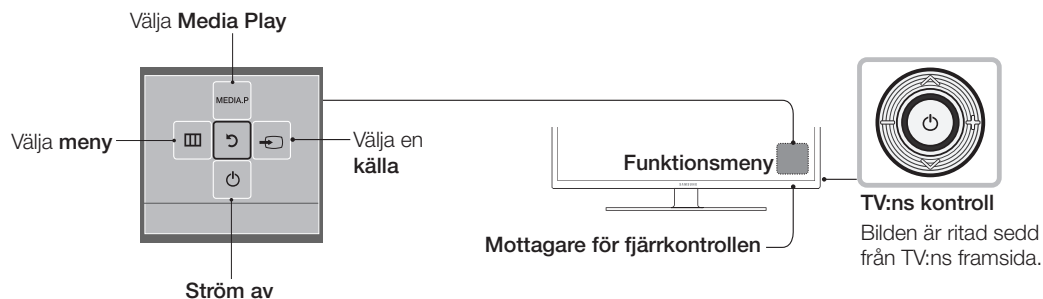 Välja Media Play
MEDIA.P
Välja meny
Välja en
källa
Ström av
Funktionsmeny
SAMSUNG
Mottagare för fjärrkontrollen
TV:ns kontroll
Bilden är ritad sedd
från TV:ns framsida.